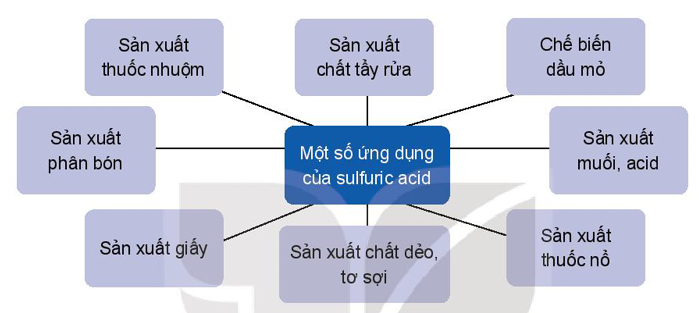 Sản xuất
thuốc nhuộm
Sản xuất
chất tẩy rửa
Chế biến
dầu mỏ
Sản xuất
phân bón
Một số ứng dụng
của sulfuric acid
Sản xuất
muối, acid
Sản xuất giấy
Sản xuất chất dẻo,
tơ sợi
Sản xuất
thuốc nổ